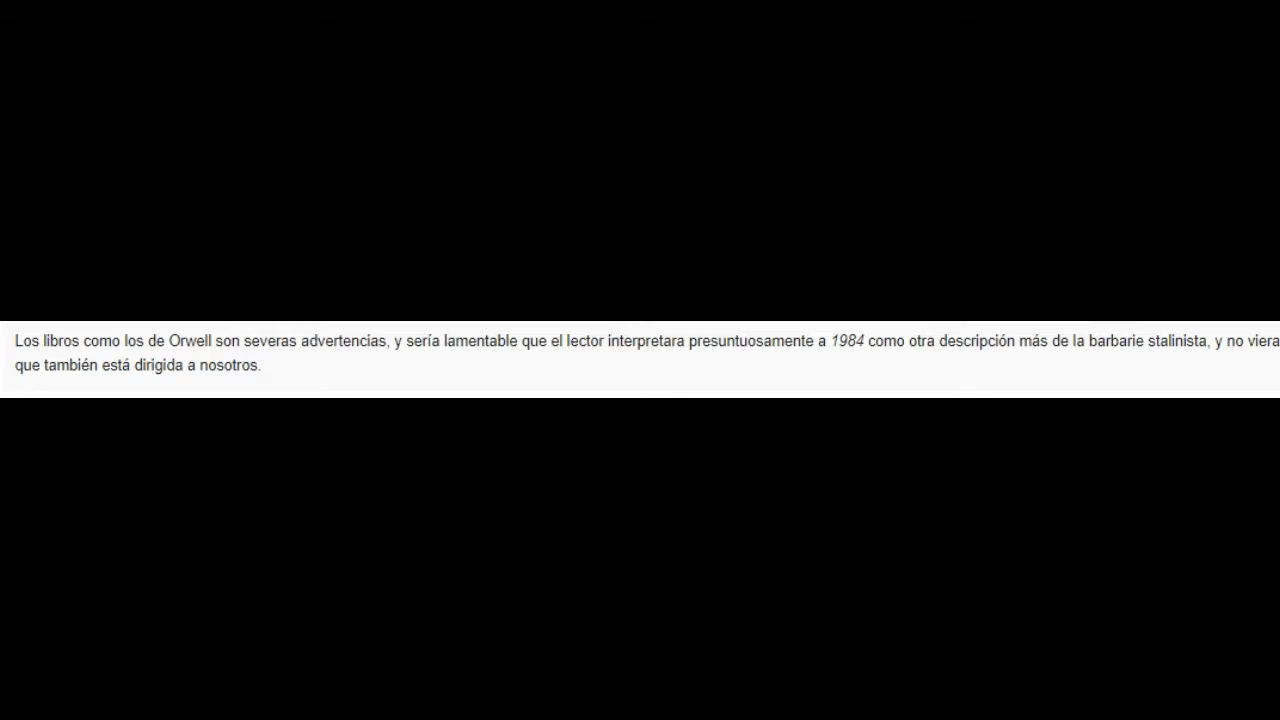 Los libros como los de Orwell son severas advertencias, y sería lamentable que el lector interpretara presuntuosamente a 1984 como otra descripción más de la barbarie stalinista, y no viera
que también está dirigida a nosotros.